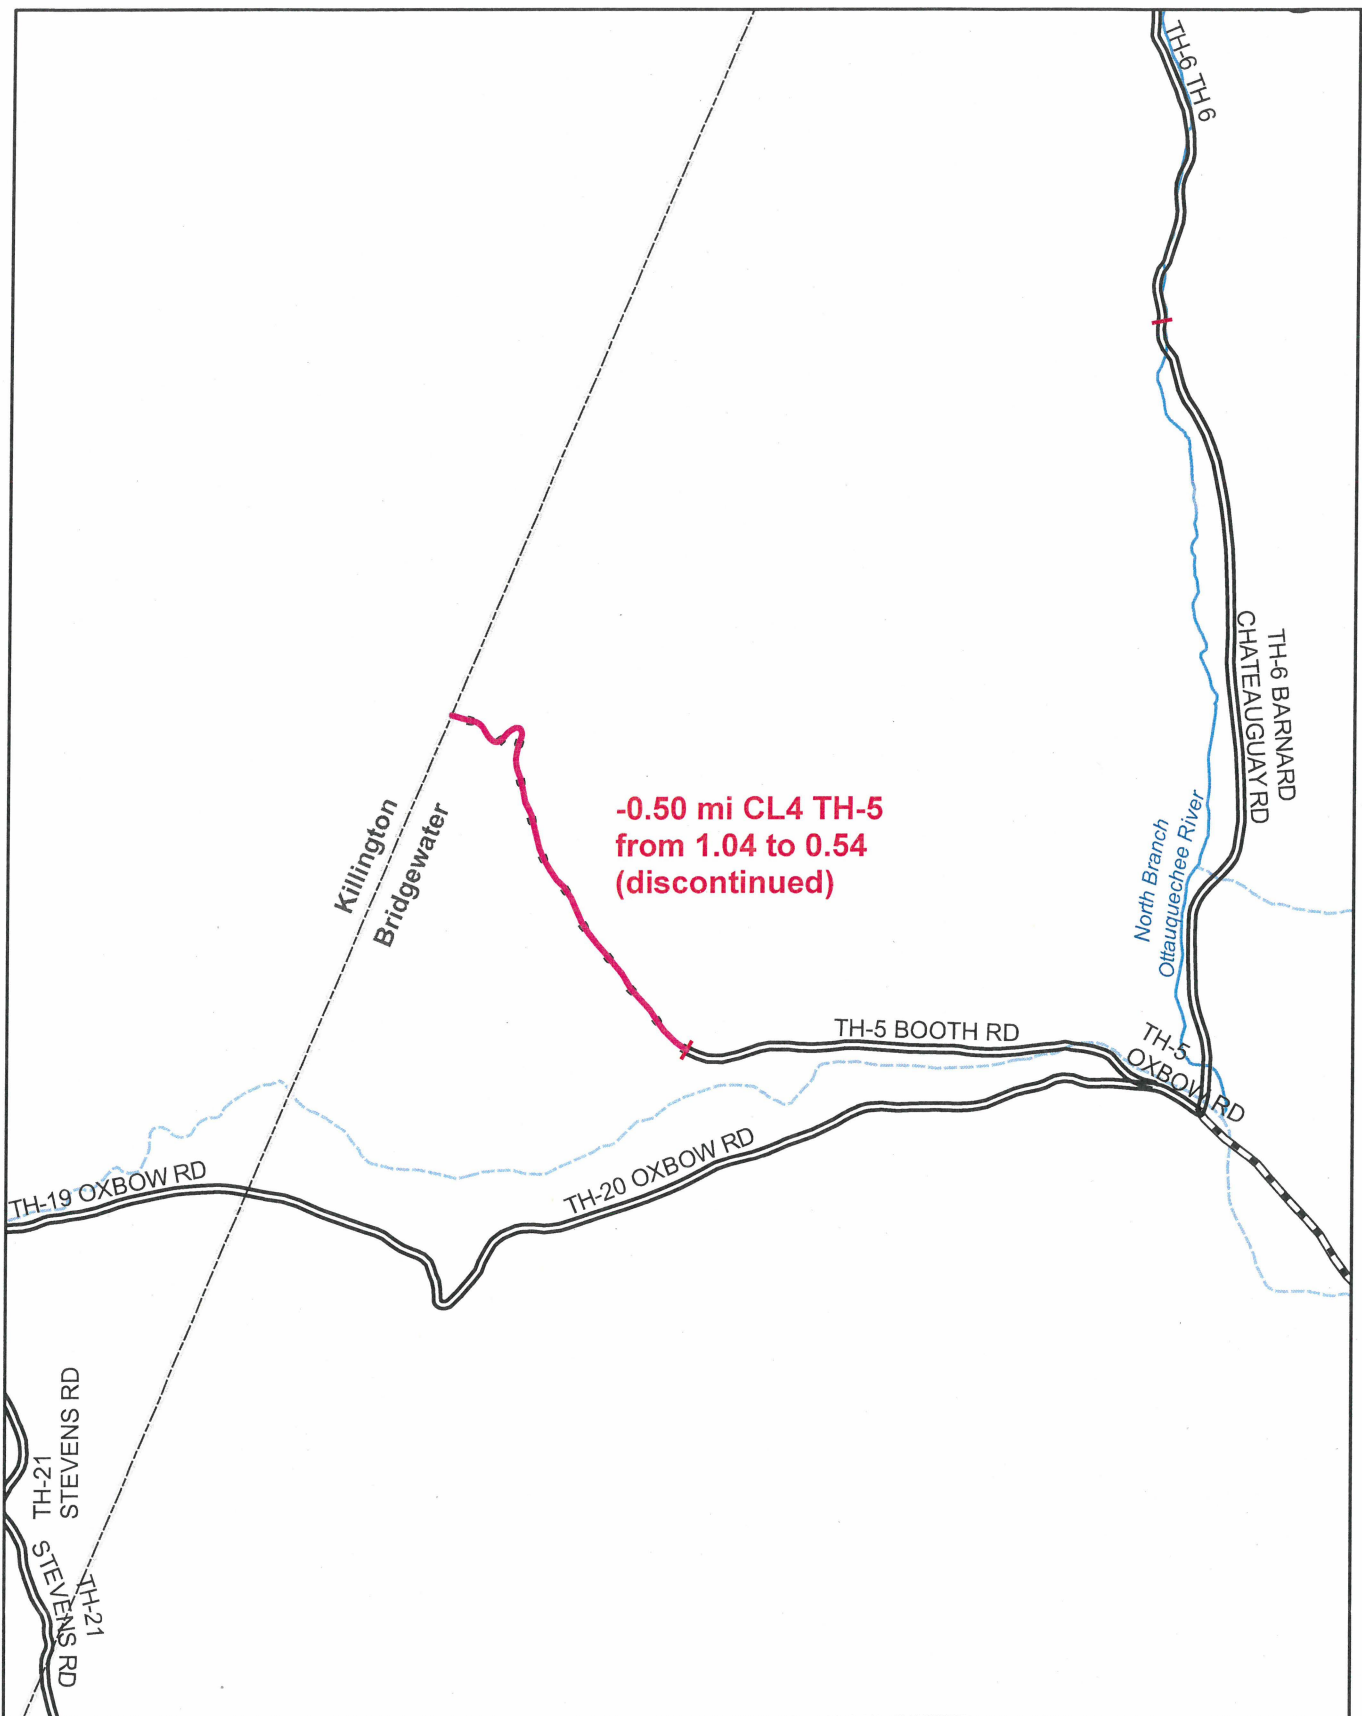 TH-6 TH 6
TH-6 BARNARD
CHATEAUGUAY RD
Killington
Bridgewater
-0.50 mi CL4 TH-5
from 1.04 to 0.54
(discontinued)
North Branch
Ottauquechee River
TH-5 BOOTH RD
TH-5
OXBOW RD
TH-20 OXBOW RD
TH-19 OXBOW RD
TH-21
STEVENS RD
TH-21
STEVENS RD